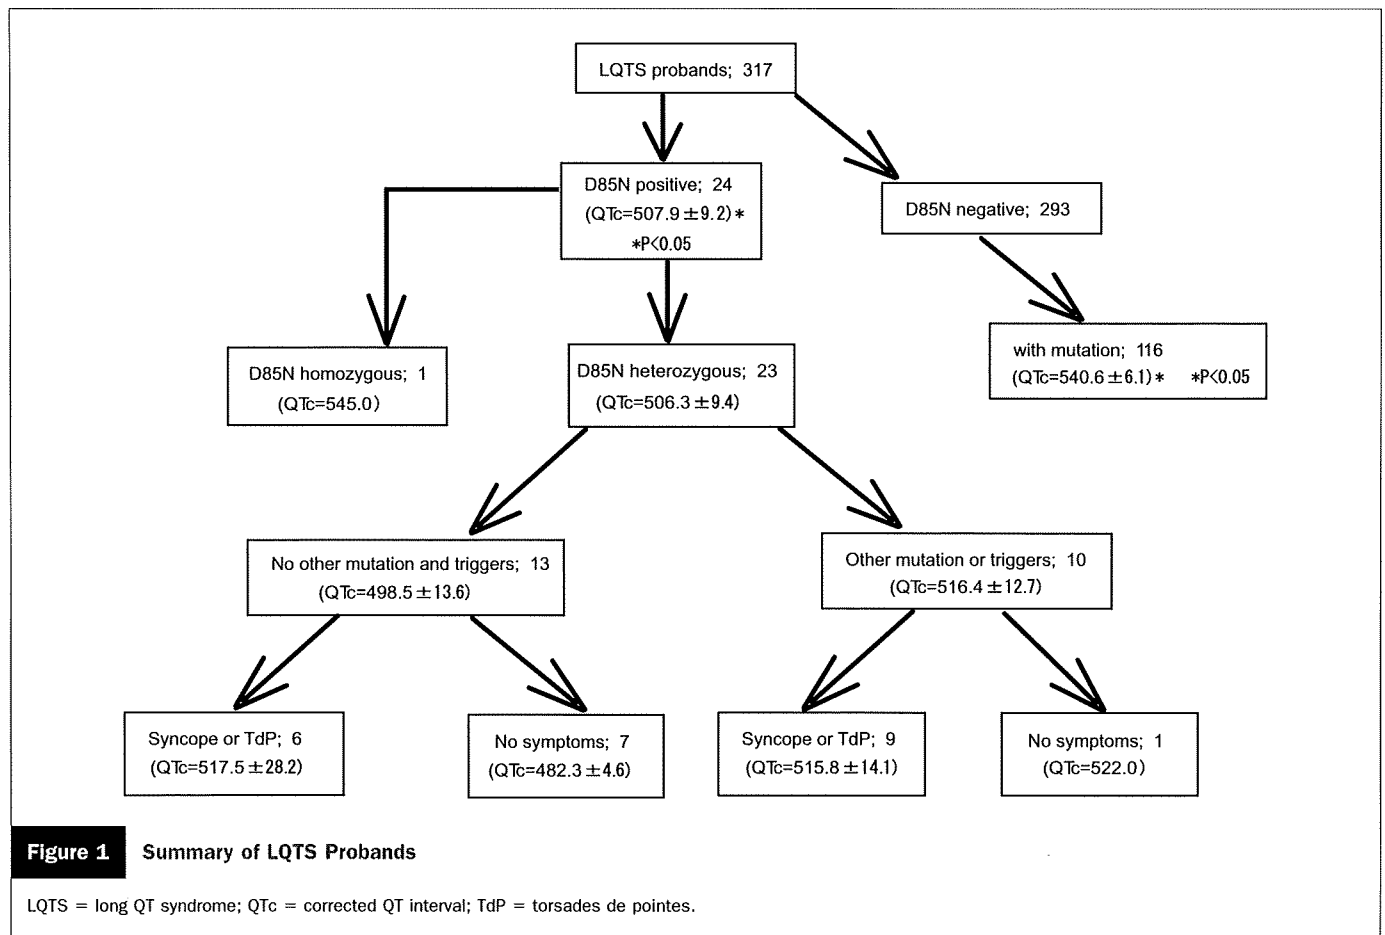 LQTS probands; 317
D85N positive; 24
(QTc=507.9±9.2)*
*P<0.05
D85N negative; 293
with mutation; 116
(QTc=540.6±6.1)* *P<0.05
D85N homozygous; 1
(QTc=545.0)
D85N heterozygous; 23
(QTc=506.3±9.4)
No other mutation and triggers; 13
(QTc=498.5±13.6)
Other mutation or triggers; 10
(QTc=516.4±12.7)
Syncope or TdP; 6
(QTc=517.5±28.2)
No symptoms; 7
(QTc=482.3±4.6)
Syncope or TdP; 9
(QTc=515.8±14.1)
No symptoms; 1
(QTc=522.0)
Figure 1 Summary of LQTS Probands
LQTS = long QT syndrome; QTc = corrected QT interval; TdP = torsades de pointes.